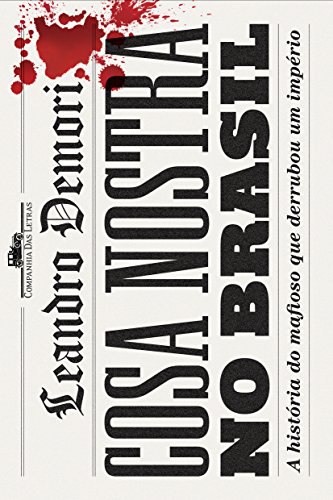 COMPANHIA DAS LETRAS
Leandro Demori
COSA NOSTRA
NO BRASIL
A história do mafioso que derrubou um império